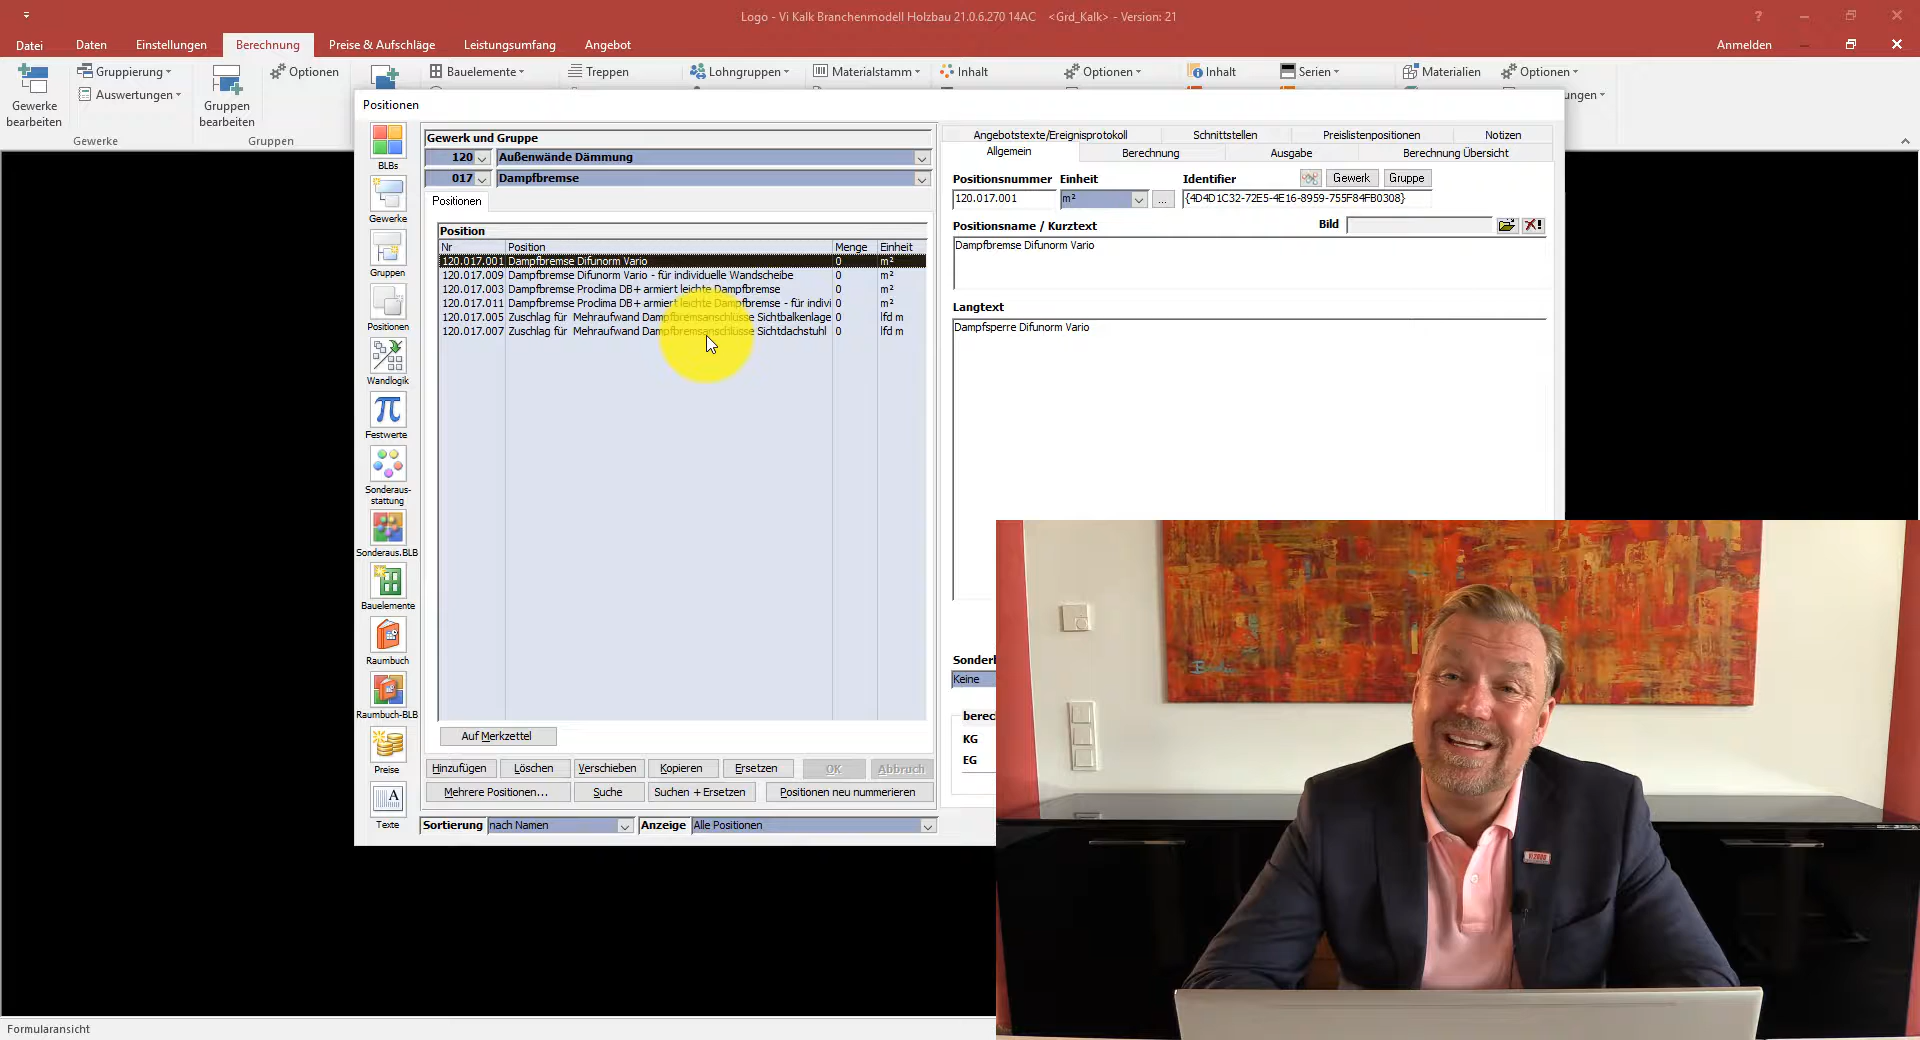 Logo - Vi Kalk Branchenmodell Holzbau 21.0.6.270 14AC <Grd_Kalk> - Version: 21
Datei Daten Einstellungen Berechnung Preise & Aufschläge Leistungsumfang Angebot Anmelden
Gewerke bearbeiten
Gruppierung
Auswertungen
Gewerke
Gruppen bearbeiten
Optionen
Gruppen
Bauelemente
Treppen
Lohngruppen
Materialstamm
Inhalt
Optionen
Inhalt
Serien
Materialien
Optionen
Positionen
BLBs
Gewerke
Gruppen
Positionen
Wandlogik
Festwerte
Sonderaus-
stattung
Sonderaus.BLB
Bauelemente
Raumbuch
Raumbuch-BLB
Preise
Texte
Gewerk und Gruppe
120 Außenwände Dämmung
017 Dampfbremse
Positionen
Position
Nr Position Menge Einheit
120.017.001 Dampfbremse Difunorm Vario 0 m²
120.017.009 Dampfbremse Difunorm Vario - für individuelle Wandscheibe 0 m²
120.017.003 Dampfbremse Proclima DB+ armiert leichte Dampfbremse 0 m²
120.017.011 Dampfbremse Proclima DB+ armiert leichte Dampfbremse - für indivi 0 m²
120.017.005 Zuschlag für Mehraufwand Dampfbremsanschlüsse Sichtbalkenlage 0 lfd m
120.017.007 Zuschlag für Mehraufwand Dampfbremsanschlüsse Sichtdachstuhl 0 lfd m
Auf Merkzettel
Hinzufügen Löschen Verschieben Kopieren Ersetzen OK Abbruch
Mehrere Positionen... Suche Suchen + Ersetzen Positionen neu nummerieren
Sortierung nach Namen Anzeige Alle Positionen
Angebotstexte/Ereignisprotokoll Schnittstellen Preislistenpositionen Notizen
Allgemein Berechnung Ausgabe Berechnung Übersicht
Positionsnummer Einheit Identifier Gewerk Gruppe
120.017.001 m² ... {4D4D1C32-72E5-4E16-8959-755F84FB0308}
Positionsname / Kurztext Bild
Dampfbremse Difunorm Vario
Langtext
Dampfsperre Difunorm Vario
Keine
KG
EG
Formularansicht